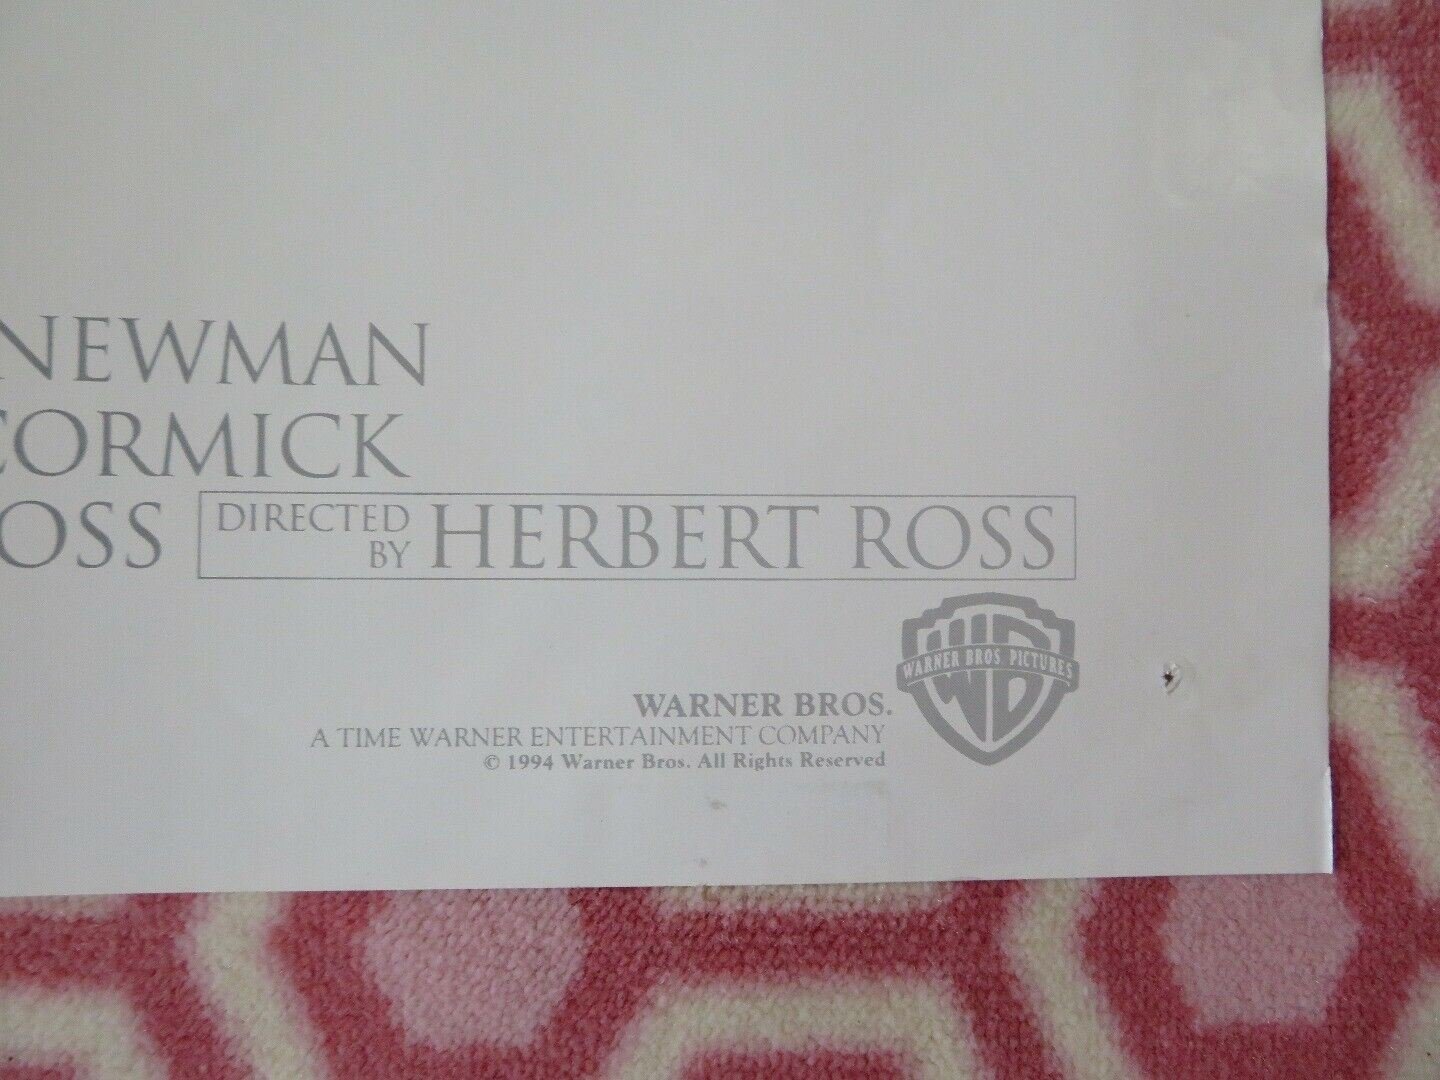 NEWMAN
CORMICK
OSS
DIRECTED
BY HERBERT ROSS
WARNER BROS PICTURES
WARNER BROS.
A TIME WARNER ENTERTAINMENT COMPANY
© 1994 Warner Bros. All Rights Reserved